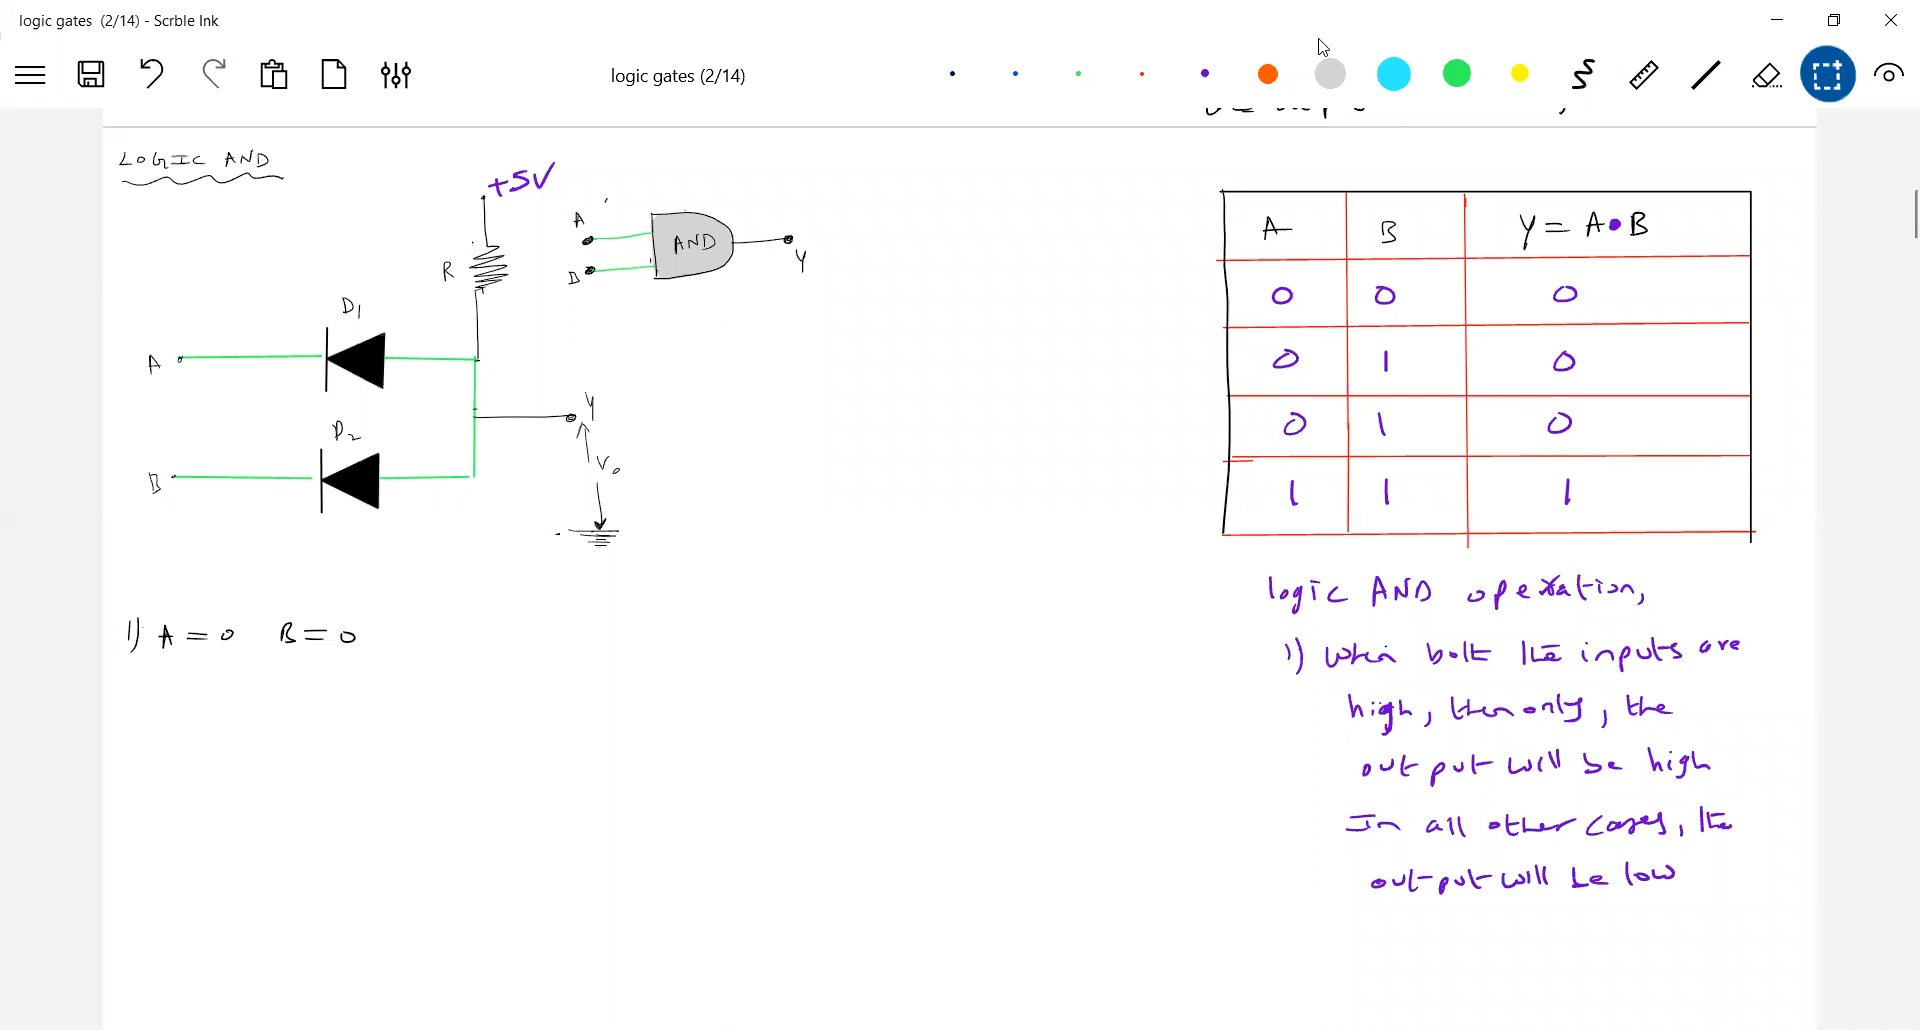 logic gates (2/14) - Scrble Ink
logic gates (2/14)
LOGIC AND
+5V
R
A
B
AND
Y
D1
A
Y
D2
B
Vo
1) A = 0 B = 0
A B Y = A•B
0 0 0
0 1 0
0 1 0
1 1 1
logic AND operation,
1) when both the inputs are
high, then only, the
output will be high
In all other cases, the
output will be low